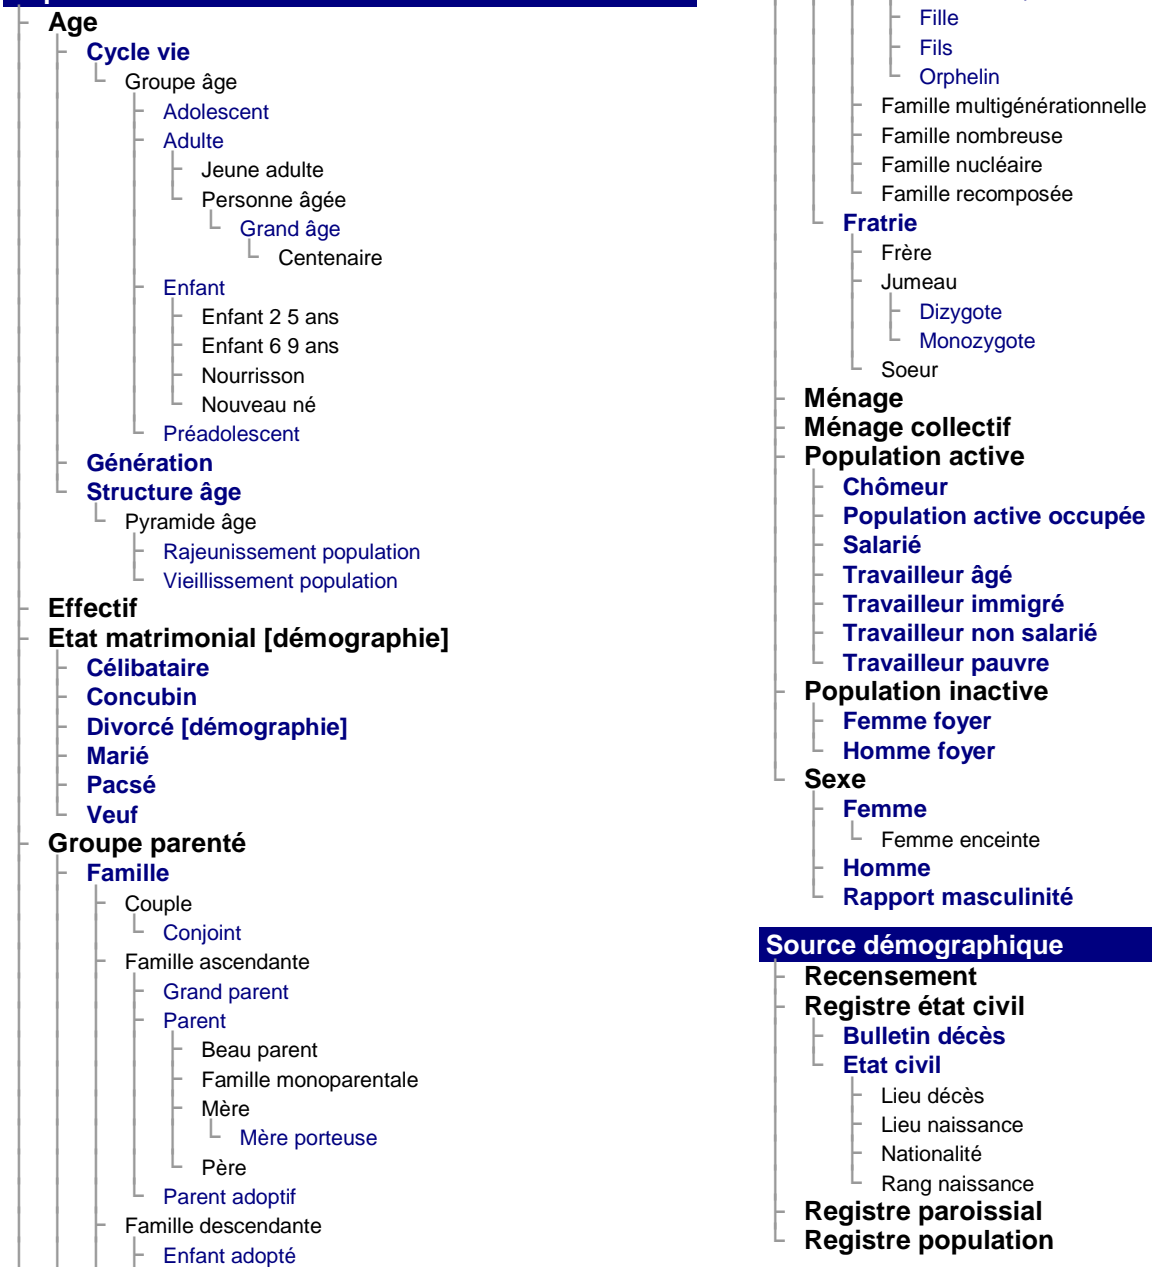 Age
Cycle vie
Groupe âge
Adolescent
Adulte
Jeune adulte
Personne âgée
Grand âge
Centenaire
Enfant
Enfant 2 5 ans
Enfant 6 9 ans
Nourrisson
Nouveau né
Préadolescent
Génération
Structure âge
Pyramide âge
Rajeunissement population
Vieillissement population
Effectif
Etat matrimonial [démographie]
Célibataire
Concubin
Divorcé [démographie]
Marié
Pacsé
Veuf
Groupe parenté
Famille
Couple
Conjoint
Famille ascendante
Grand parent
Parent
Beau parent
Famille monoparentale
Mère
Mère porteuse
Père
Parent adoptif
Famille descendante
Enfant adopté
Fille
Fils
Orphelin
Famille multigénérationnelle
Famille nombreuse
Famille nucléaire
Famille recomposée
Fratrie
Frère
Jumeau
Dizygote
Monozygote
Soeur
Ménage
Ménage collectif
Population active
Chômeur
Population active occupée
Salarié
Travailleur âgé
Travailleur immigré
Travailleur non salarié
Travailleur pauvre
Population inactive
Femme foyer
Homme foyer
Sexe
Femme
Femme enceinte
Homme
Rapport masculinité
Source démographique
Recensement
Registre état civil
Bulletin décès
Etat civil
Lieu décès
Lieu naissance
Nationalité
Rang naissance
Registre paroissial
Registre population